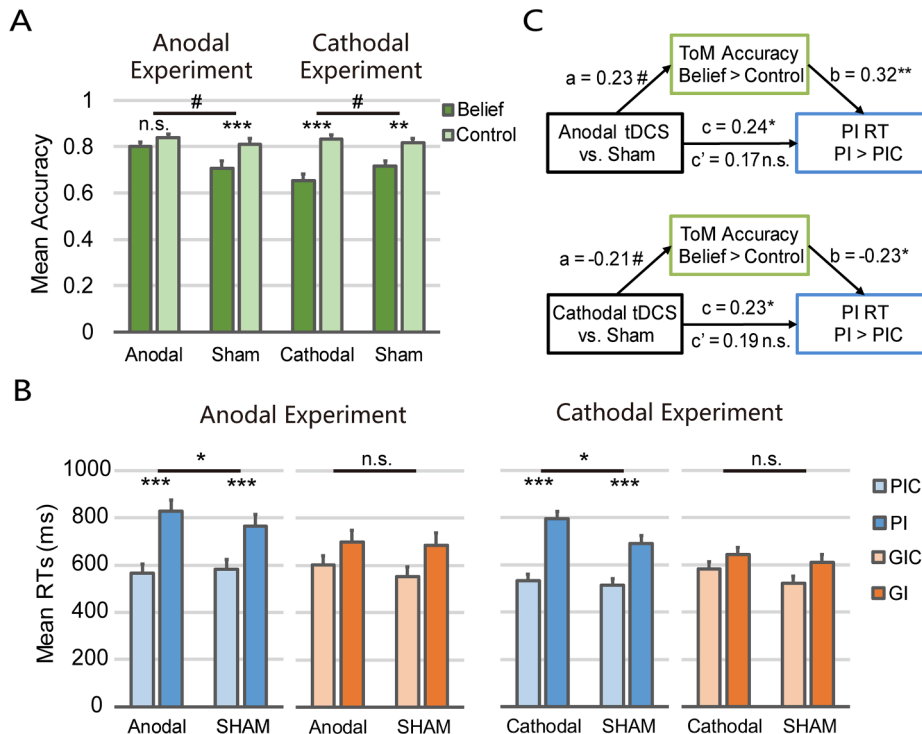 A
Anodal
Experiment
Cathodal
Experiment
#
#
n.s.
***
***
**
Belief
Control
Mean Accuracy
1
0.8
0.6
0.4
0.2
0
Anodal
Sham
Cathodal
Sham
C
ToM Accuracy
Belief > Control
a = 0.23 #
b = 0.32**
Anodal tDCS
vs. Sham
c = 0.24*
c' = 0.17 n.s.
PI RT
PI > PIC
ToM Accuracy
Belief > Control
a = -0.21 #
b = -0.23*
Cathodal tDCS
vs. Sham
c = 0.23*
c' = 0.19 n.s.
PI RT
PI > PIC
B
Anodal Experiment
Cathodal Experiment
Mean RTs (ms)
1000
800
600
400
200
0
*
***
***
n.s.
*
***
***
n.s.
PIC
PI
GIC
GI
Anodal
SHAM
Anodal
SHAM
Cathodal
SHAM
Cathodal
SHAM